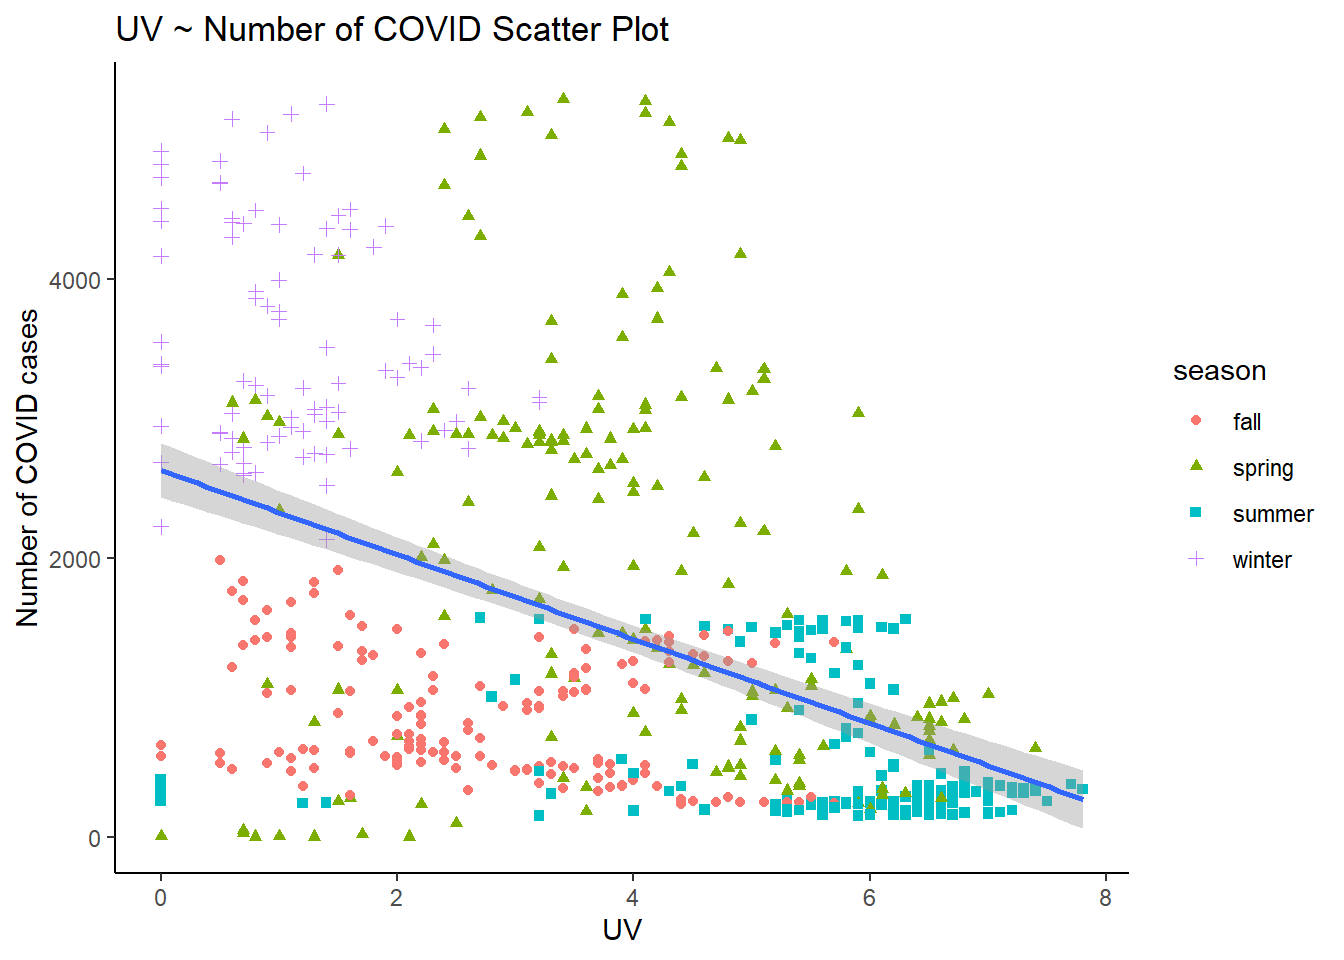 UV ~ Number of COVID Scatter Plot
Number of COVID cases
4000
2000
0
0 2 4 6 8
UV
season
fall
spring
summer
winter